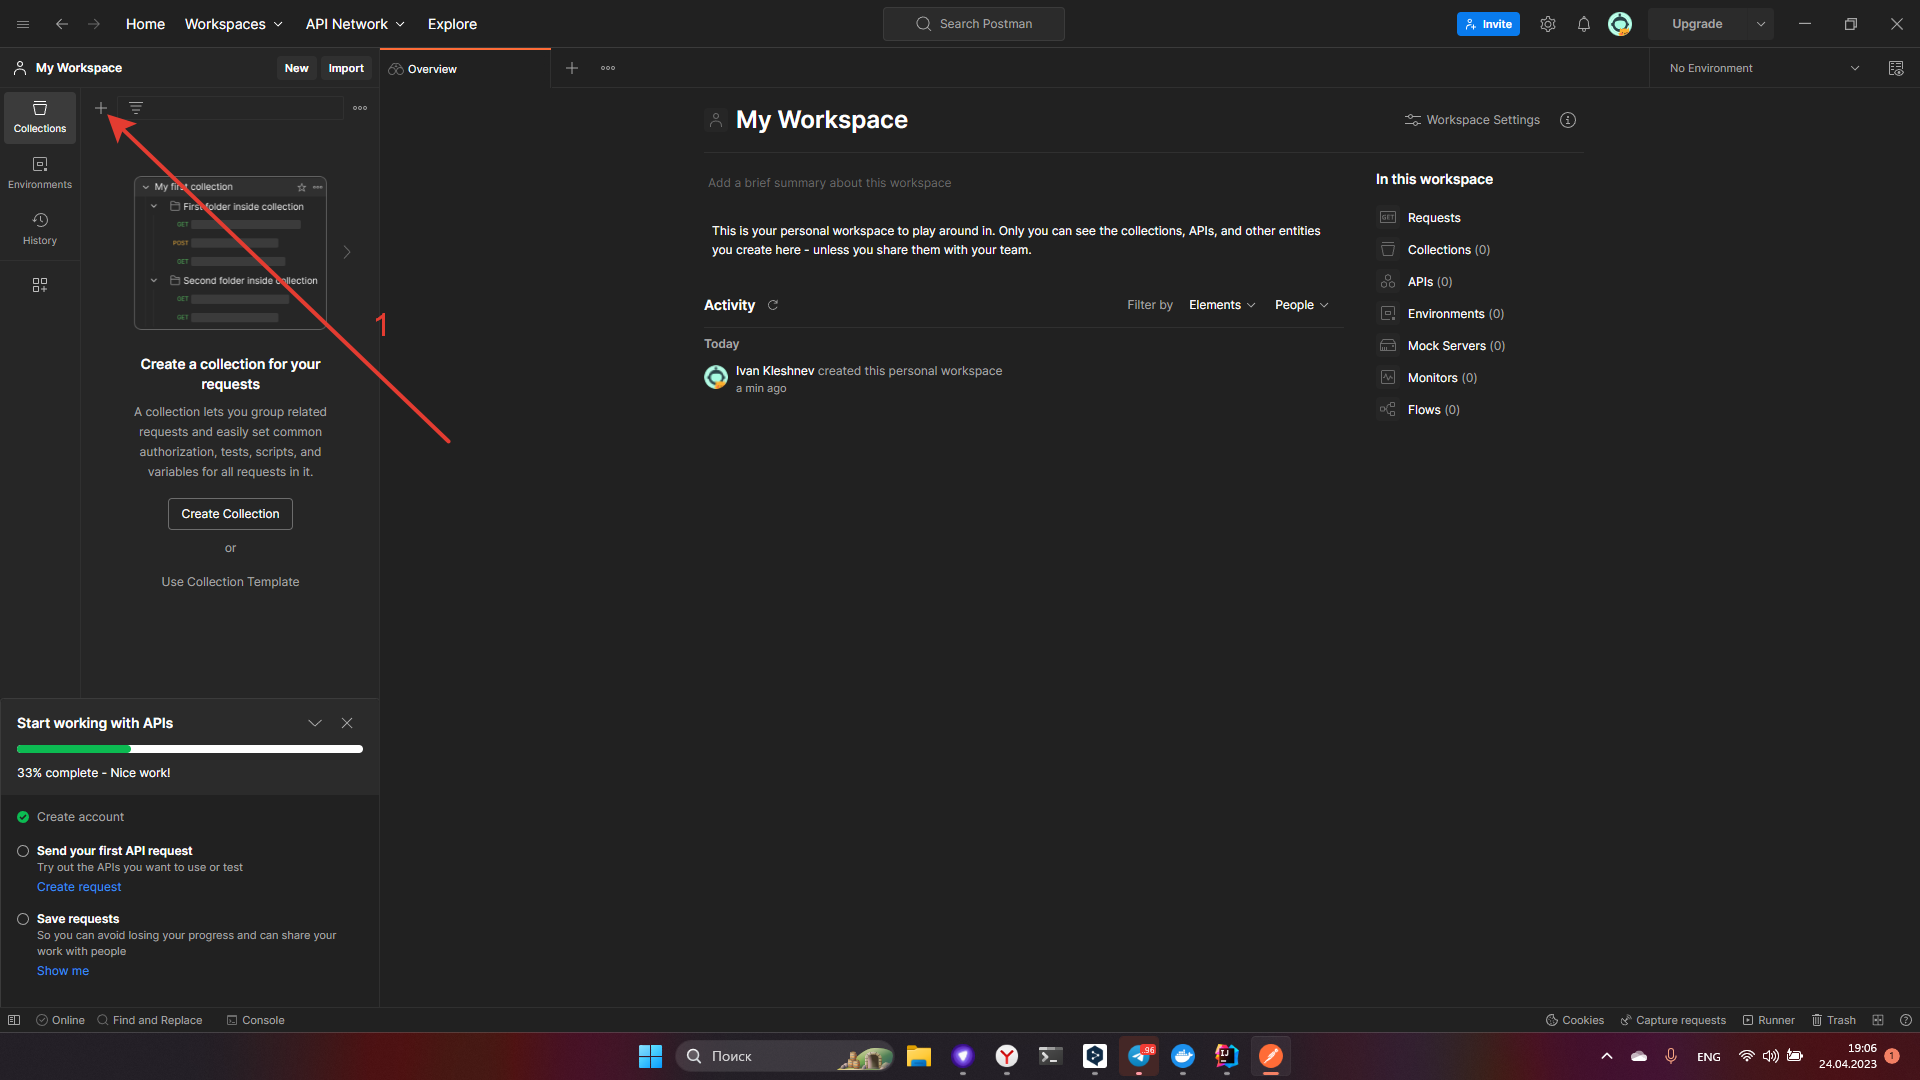 Home
Workspaces
API Network
Explore
Search Postman
Invite
Upgrade
My Workspace
New
Import
Overview
No Environment
Collections
Environments
History
My first collection
First folder inside collection
GET
POST
GET
Second folder inside collection
GET
GET
1
Create a collection for your
requests
A collection lets you group related
requests and easily set common
authorization, tests, scripts, and
variables for all requests in it.
Create Collection
or
Use Collection Template
My Workspace
Workspace Settings
Add a brief summary about this workspace
This is your personal workspace to play around in. Only you can see the collections, APIs, and other entities
you create here - unless you share them with your team.
Activity
Filter by
Elements
People
Today
Ivan Kleshnev created this personal workspace
a min ago
In this workspace
GET
Requests
Collections (0)
APIs (0)
Environments (0)
Mock Servers (0)
Monitors (0)
Flows (0)
Start working with APIs
33% complete - Nice work!
Create account
Send your first API request
Try out the APIs you want to use or test
Create request
Save requests
So you can avoid losing your progress and can share your
work with people
Show me
Online
Find and Replace
Console
Cookies
Capture requests
Runner
Trash
Поиск
96
ENG
19:06
24.04.2023
1